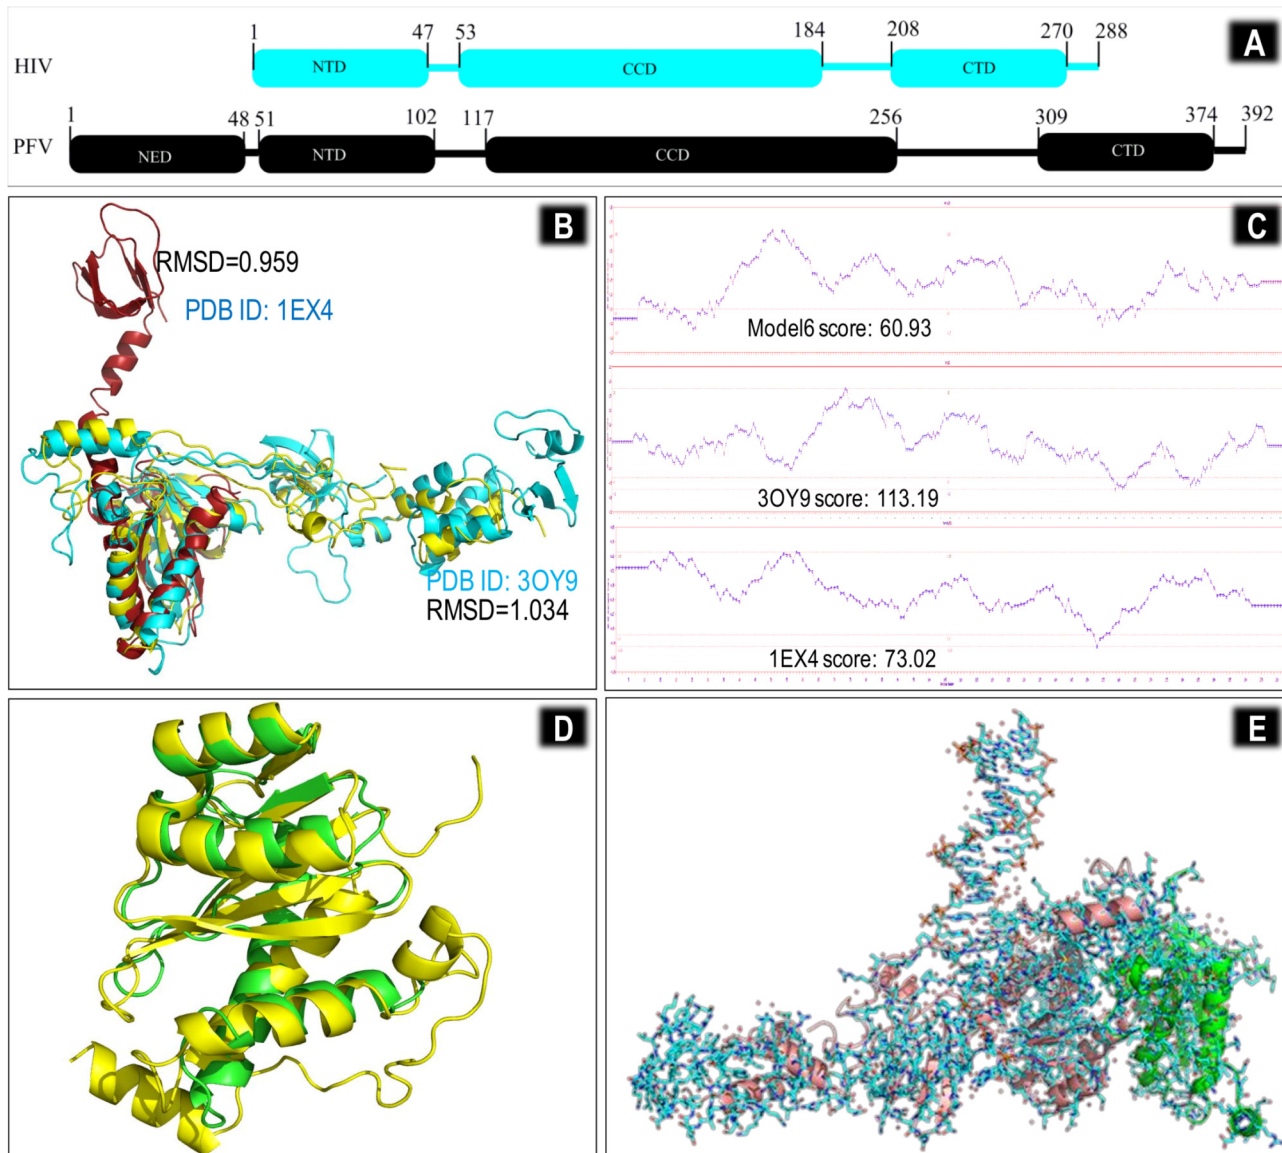 A
1 47 53 184 208 270 288
HIV NTD CCD CTD
1 48 51 102 117 256 309 374 392
PFV NED NTD CCD CTD
B
RMSD=0.959
PDB ID: 1EX4
PDB ID: 3OY9
RMSD=1.034
C
Model6 score: 60.93
3OY9 score: 113.19
1EX4 score: 73.02
D
E